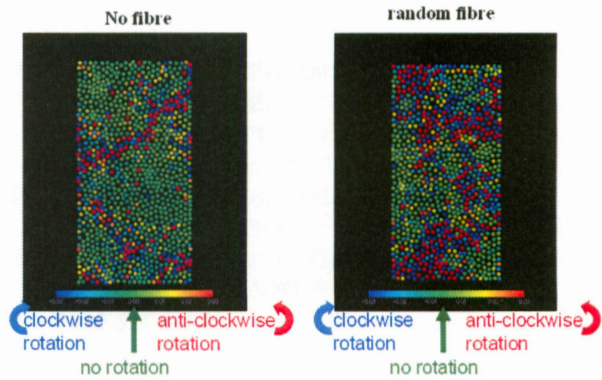 No fibre
random fibre
clockwise
rotation
anti-clockwise
rotation
no rotation
clockwise
rotation
anti-clockwise
rotation
no rotation